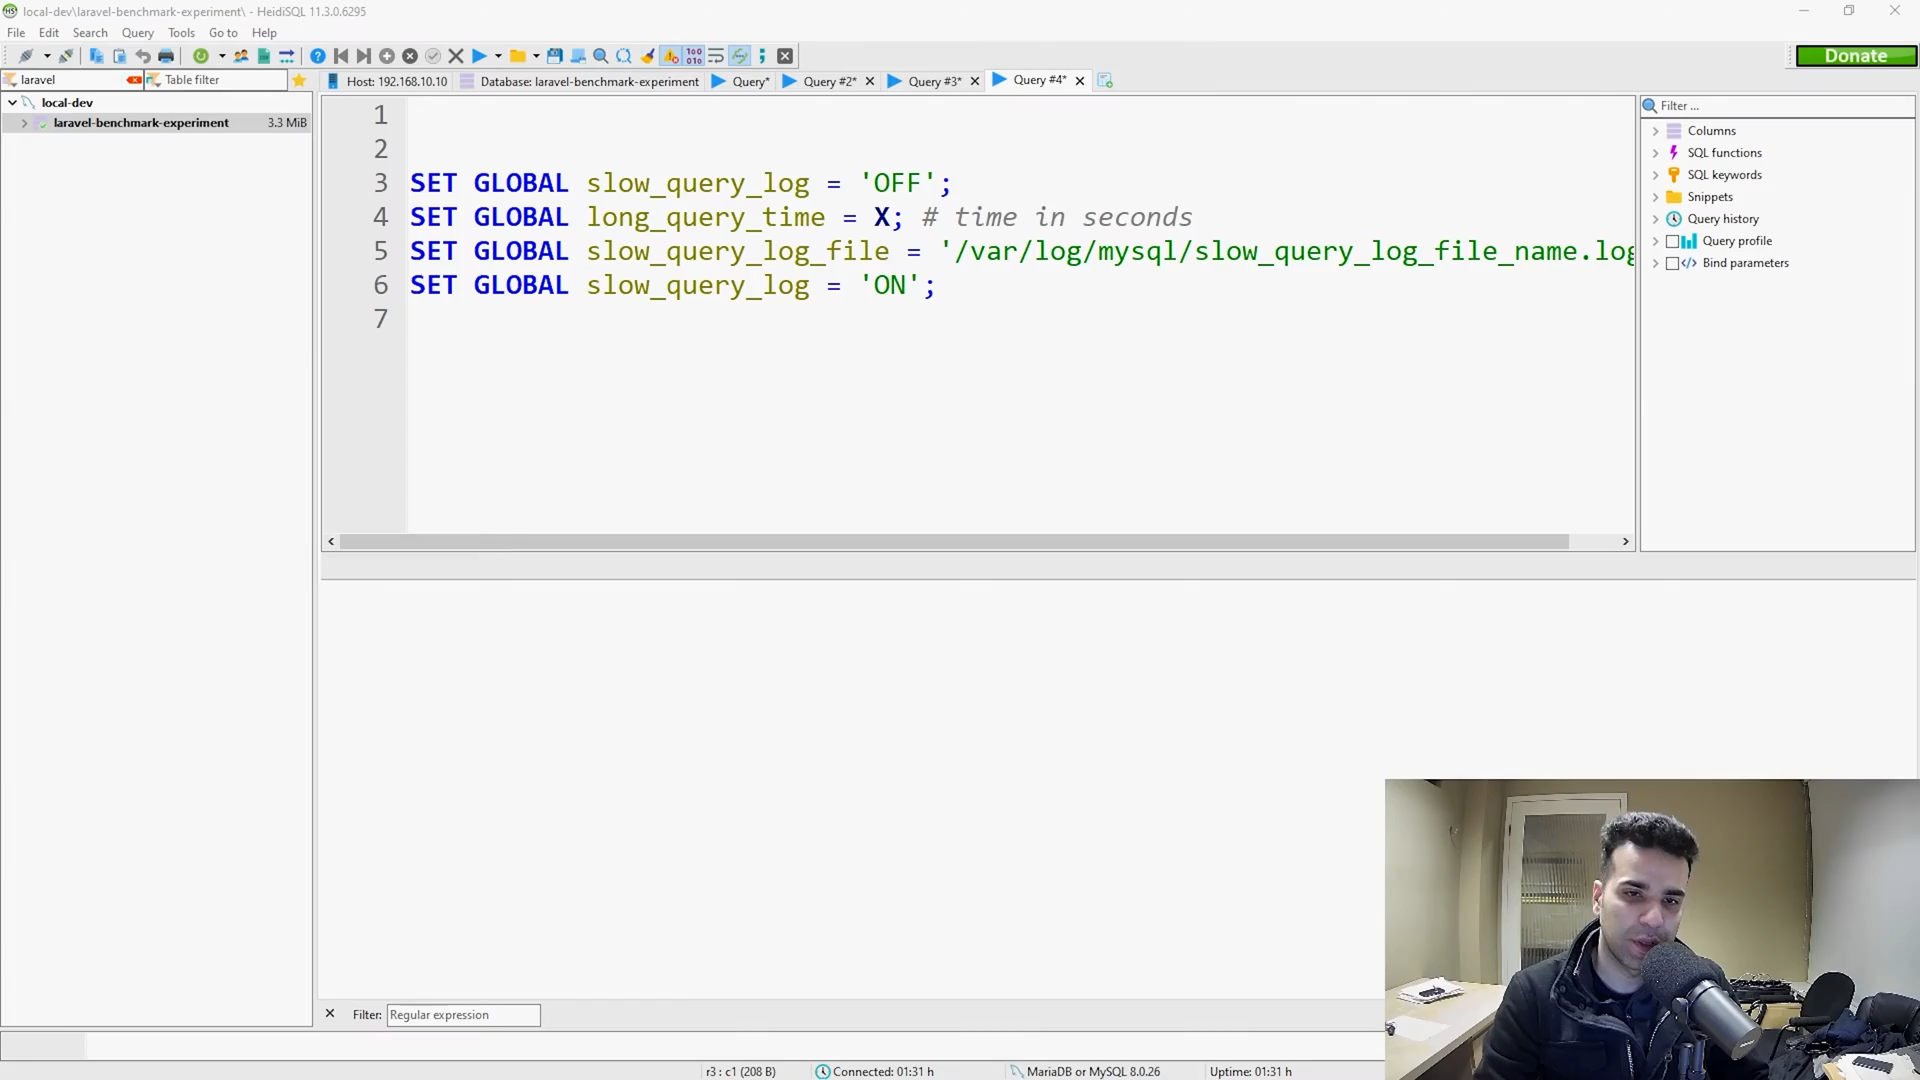 local-dev\laravel-benchmark-experiment\ - HeidiSQL 11.3.0.6295
File Edit Search Query Tools Go to Help
Donate
laravel
Table filter
Host: 192.168.10.10
Database: laravel-benchmark-experiment
Query*
Query #2*
Query #3*
Query #4*
local-dev
laravel-benchmark-experiment 3.3 MiB
1
2
3 SET GLOBAL slow_query_log = 'OFF';
4 SET GLOBAL long_query_time = X; # time in seconds
5 SET GLOBAL slow_query_log_file = '/var/log/mysql/slow_query_log_file_name.log
6 SET GLOBAL slow_query_log = 'ON';
7
Filter ...
Columns
SQL functions
SQL keywords
Snippets
Query history
Query profile
Bind parameters
Filter: Regular expression
r3 : c1 (208 B)
Connected: 01:31 h
MariaDB or MySQL 8.0.26
Uptime: 01:31 h